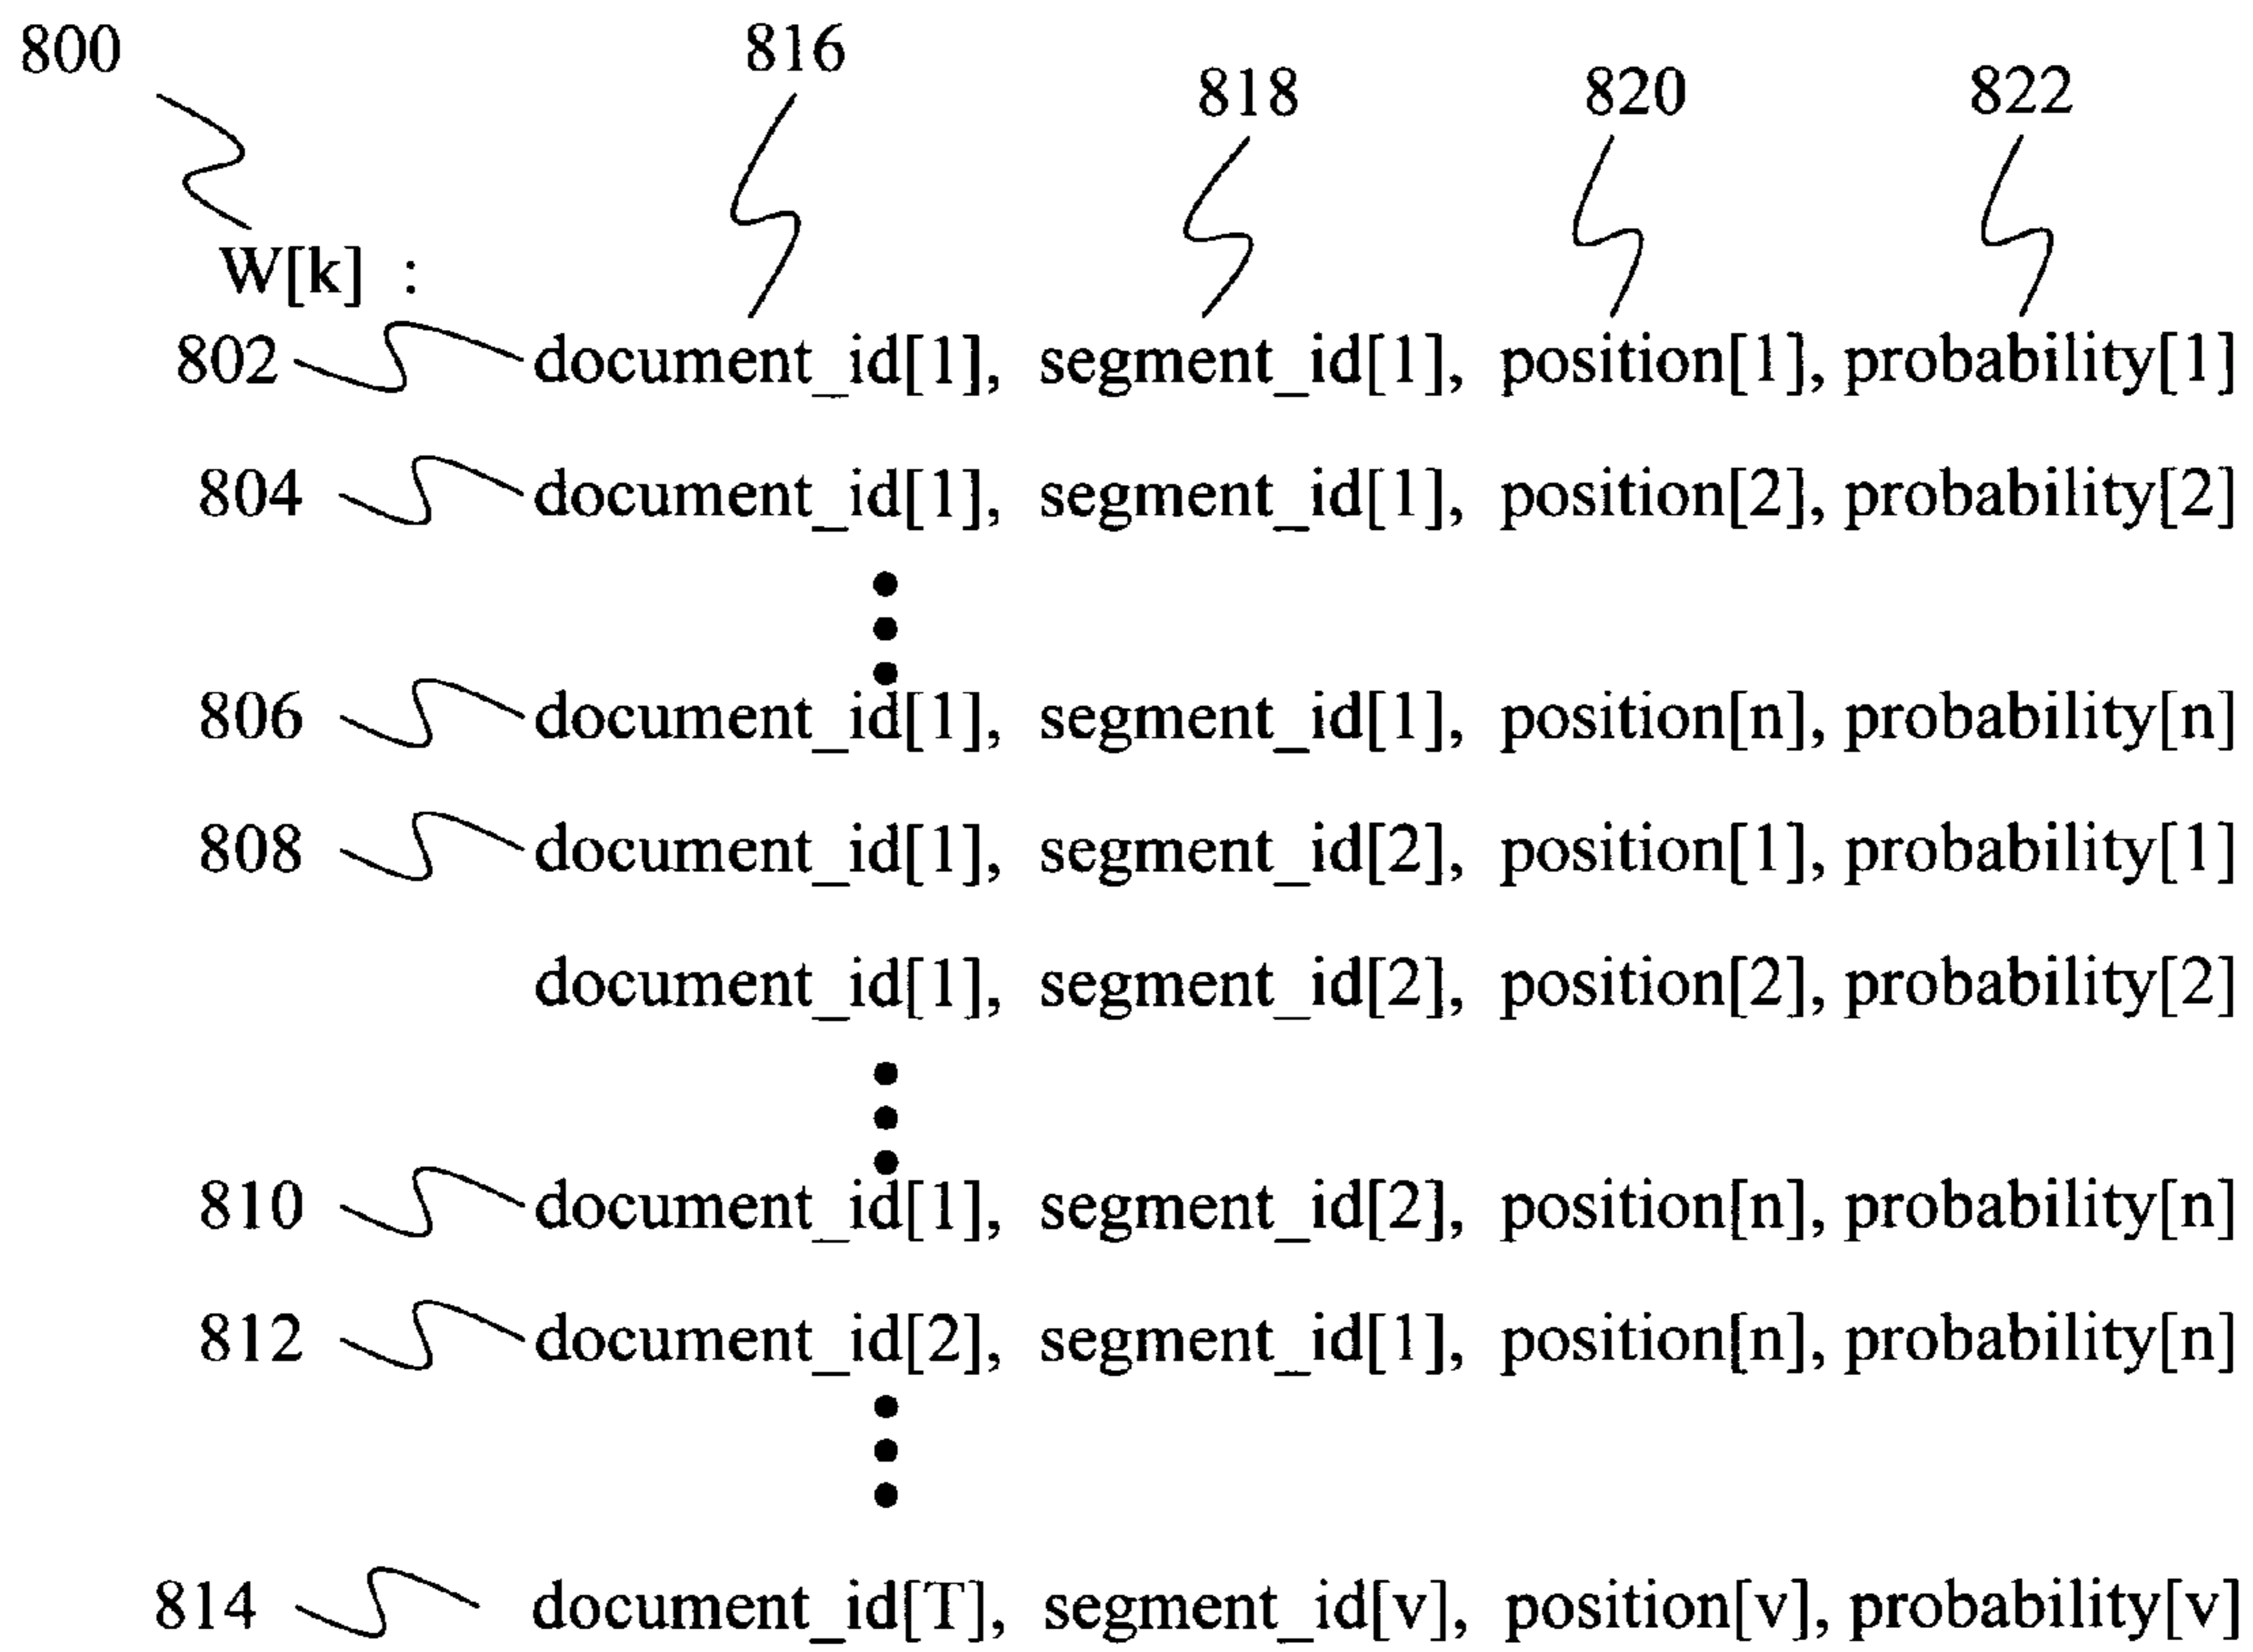 800 816
818 820 822
W[k] :
802 document_id[1], segment_id[1], position[1], probability[1]
804 document_id[1], segment_id[1], position[2], probability[2]
806 document_id[1], segment_id[1], position[n], probability[n]
808 document_id[1], segment_id[2], position[1], probability[1]
document_id[1], segment_id[2], position[2], probability[2]
810 document_id[1], segment_id[2], position[n], probability[n]
812 document_id[2], segment_id[1], position[n], probability[n]
814 document_id[T], segment_id[v], position[v], probability[v]